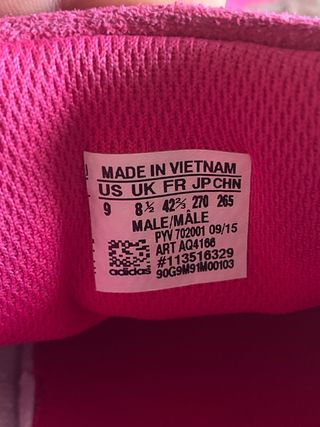 MADE IN VIETNAM
US UK FR JP CHN
9 8½ 42⅔ 270 265
MALE/MÂLE
PYV 702001 09/15
ART AQ4166
#113516329
90G9M91M00103
adidas